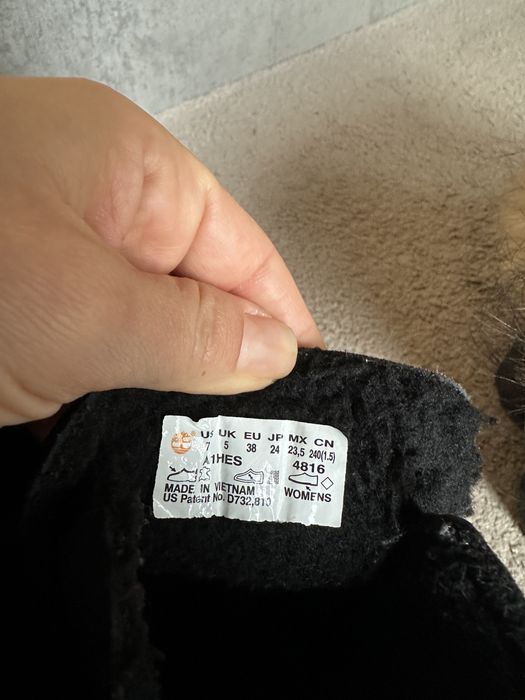 US UK EU JP MX CN
7 5 38 24 23,5 240(1.5)
A1HES 4816
MADE IN VIETNAM WOMENS
US Patent No. D732,810